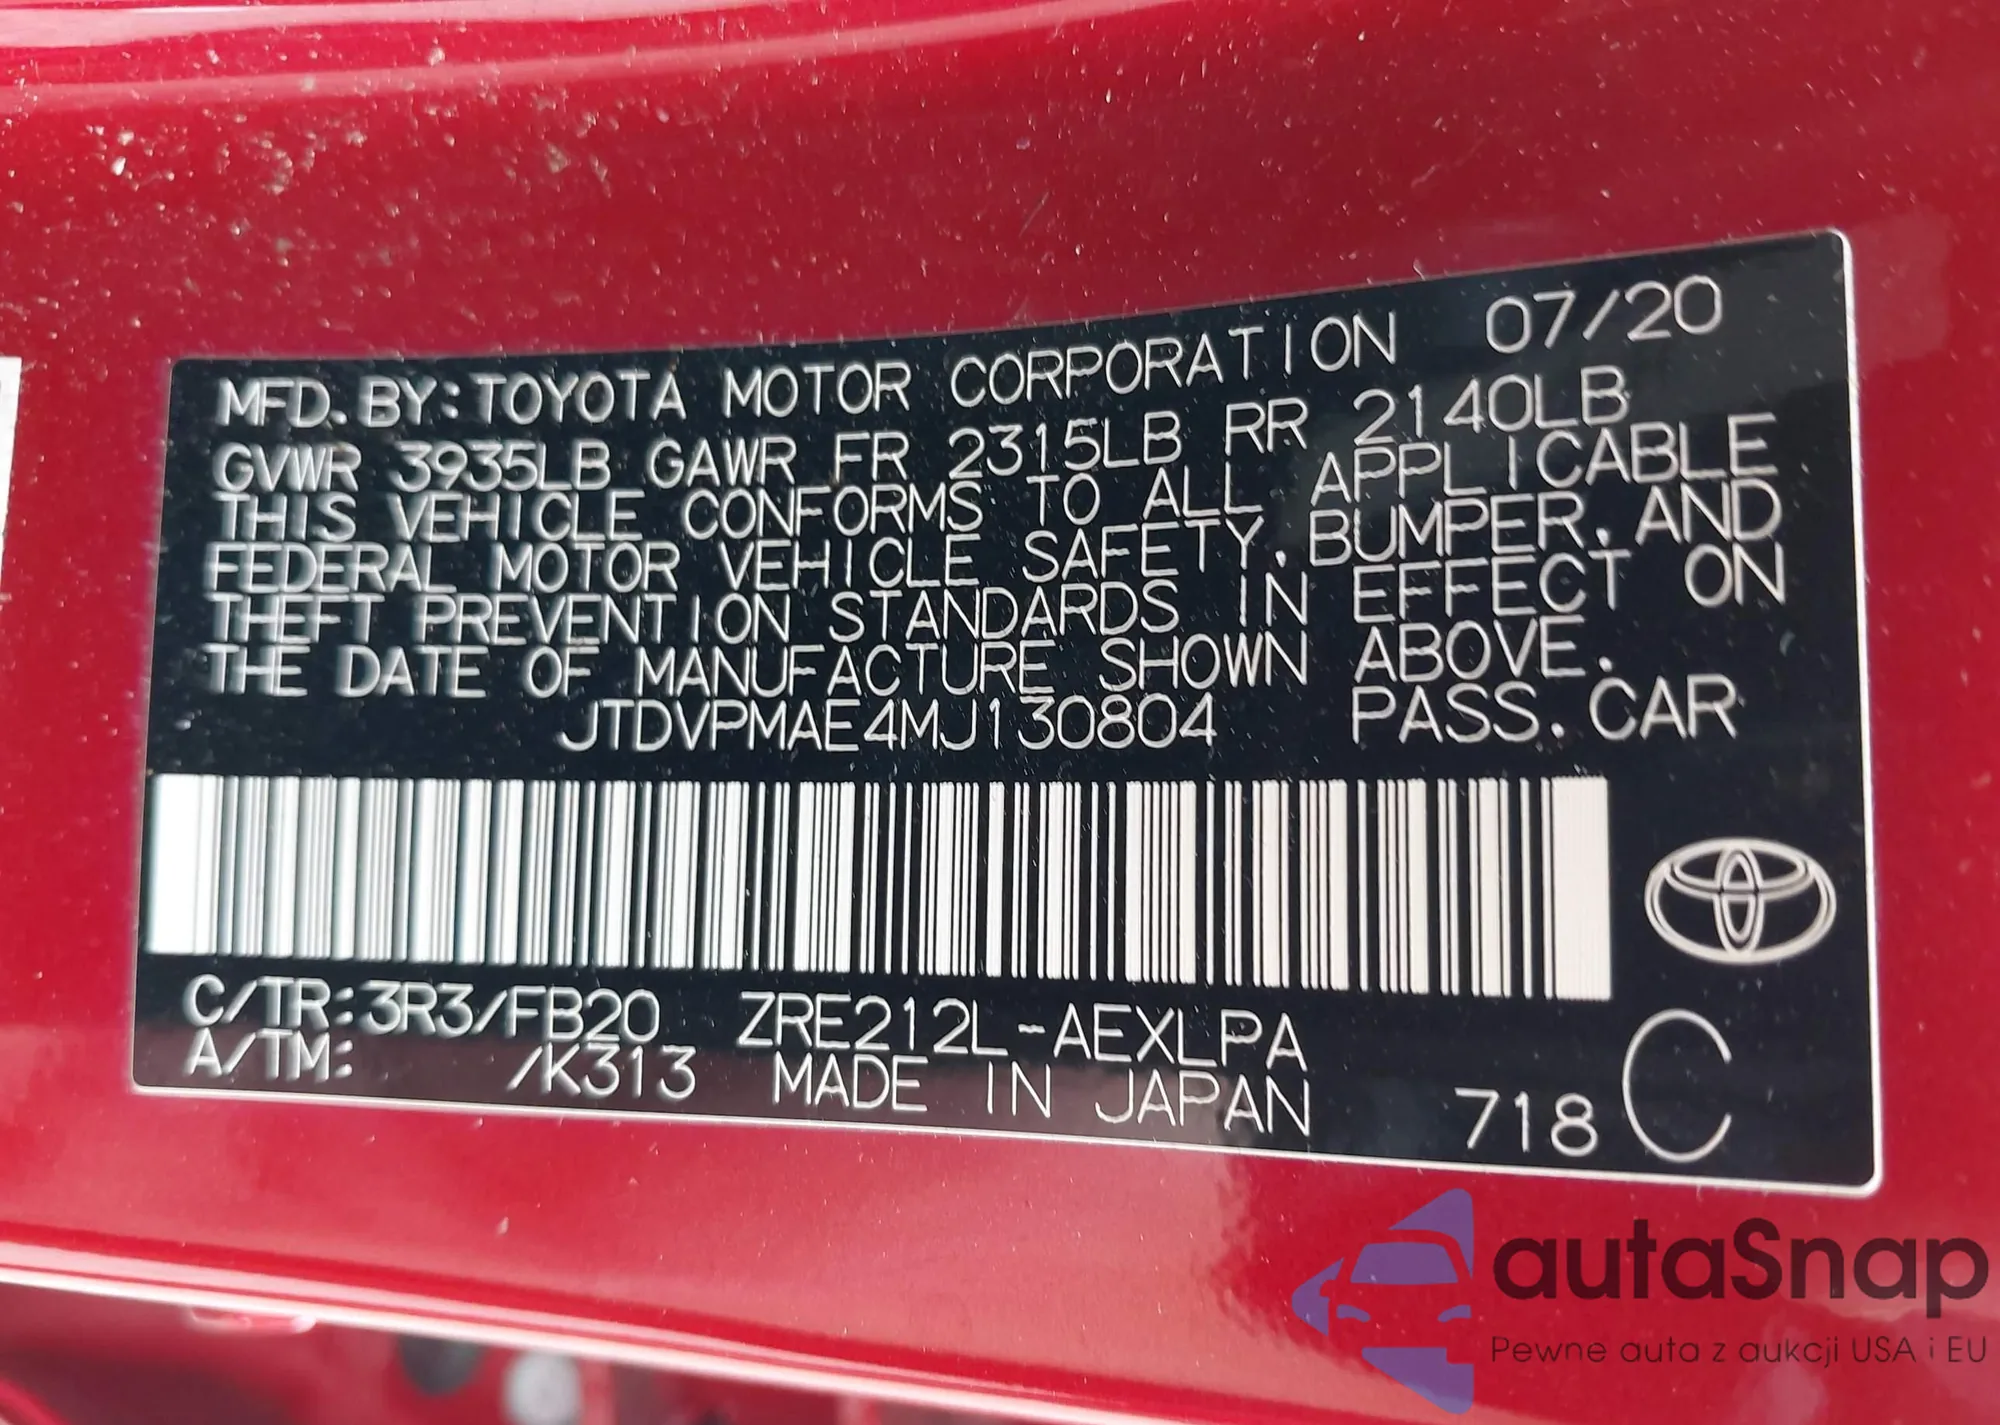 MFD. BY: TOYOTA MOTOR CORPORATION 07/20
GVWR 3935LB GAWR FR 2315LB RR 2140LB
THIS VEHICLE CONFORMS TO ALL APPLICABLE
FEDERAL MOTOR VEHICLE SAFETY, BUMPER, AND
THEFT PREVENTION STANDARDS IN EFFECT ON
THE DATE OF MANUFACTURE SHOWN ABOVE.
JTDVPMAE4MJ130804 PASS. CAR
C/TR: 3R3/FB20 ZRE212L-AEXLPA
A/TM: /K313 MADE IN JAPAN 718 C
autaSnap
Pewne auta z aukcji USA i EU